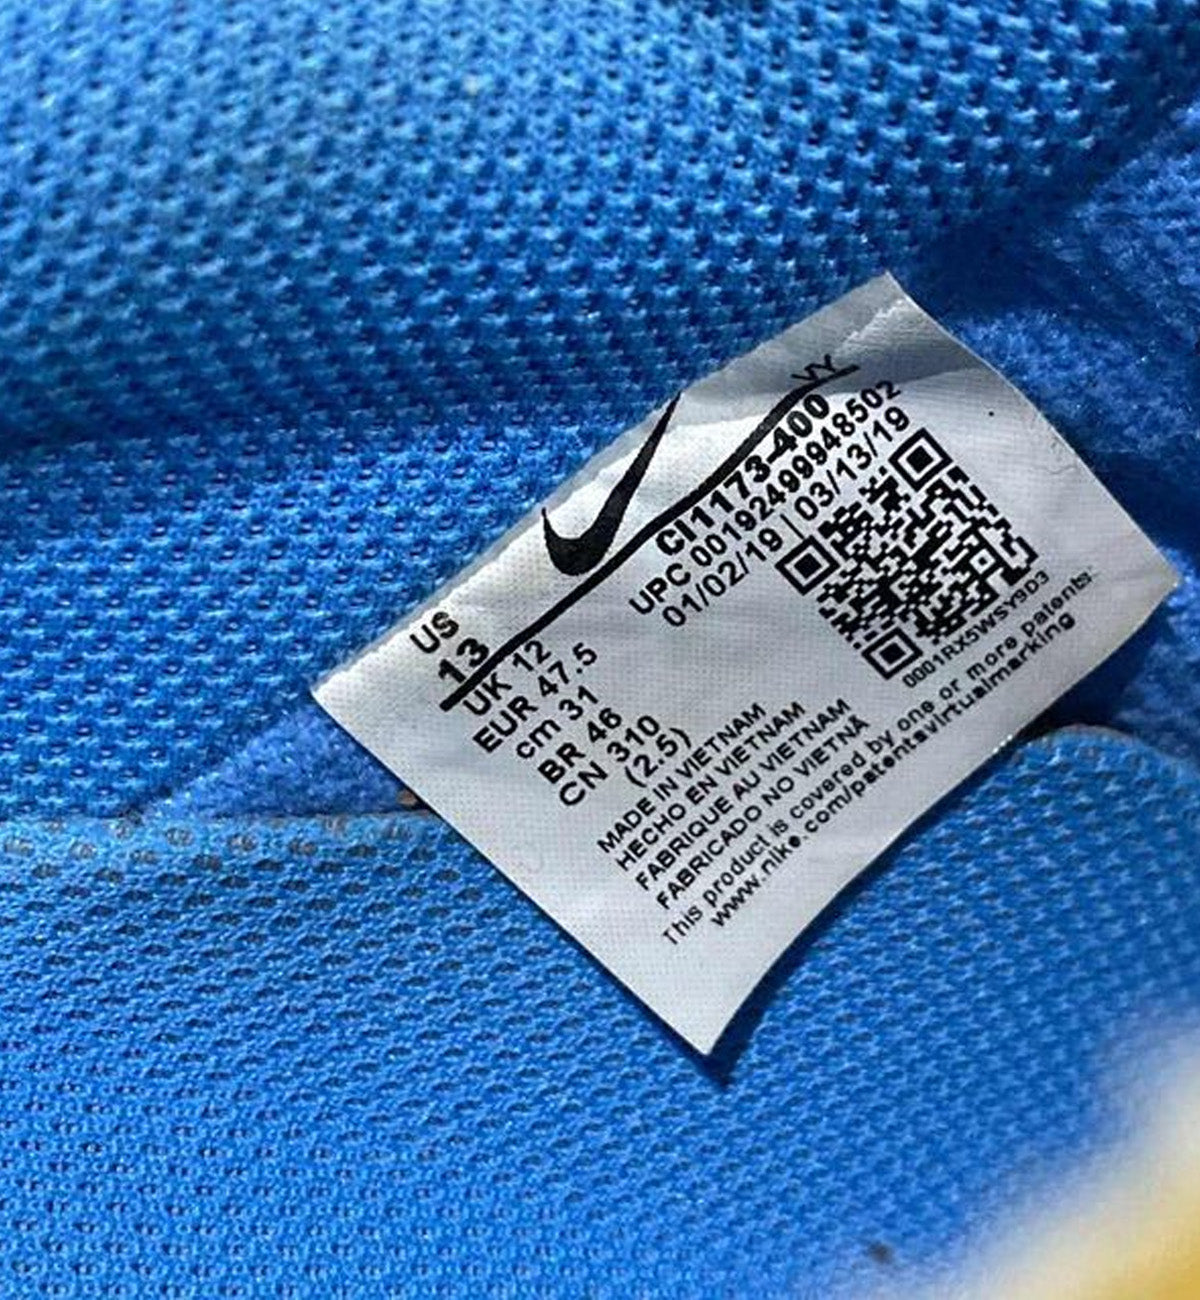 US
13
VY
UK 12
EUR 47.5
cm 31
BR 46
CN 310
(2.5)
CI1173-400
UPC 00192499948502
01/02/19 | 03/13/19
0001RX5WSY9D3
MADE IN VIETNAM
HECHO EN VIETNAM
FABRIQUE AU VIETNAM
FABRICADO NO VIETNÃ
This product is covered by one or more patents:
www.nike.com/patentavirtualmarking